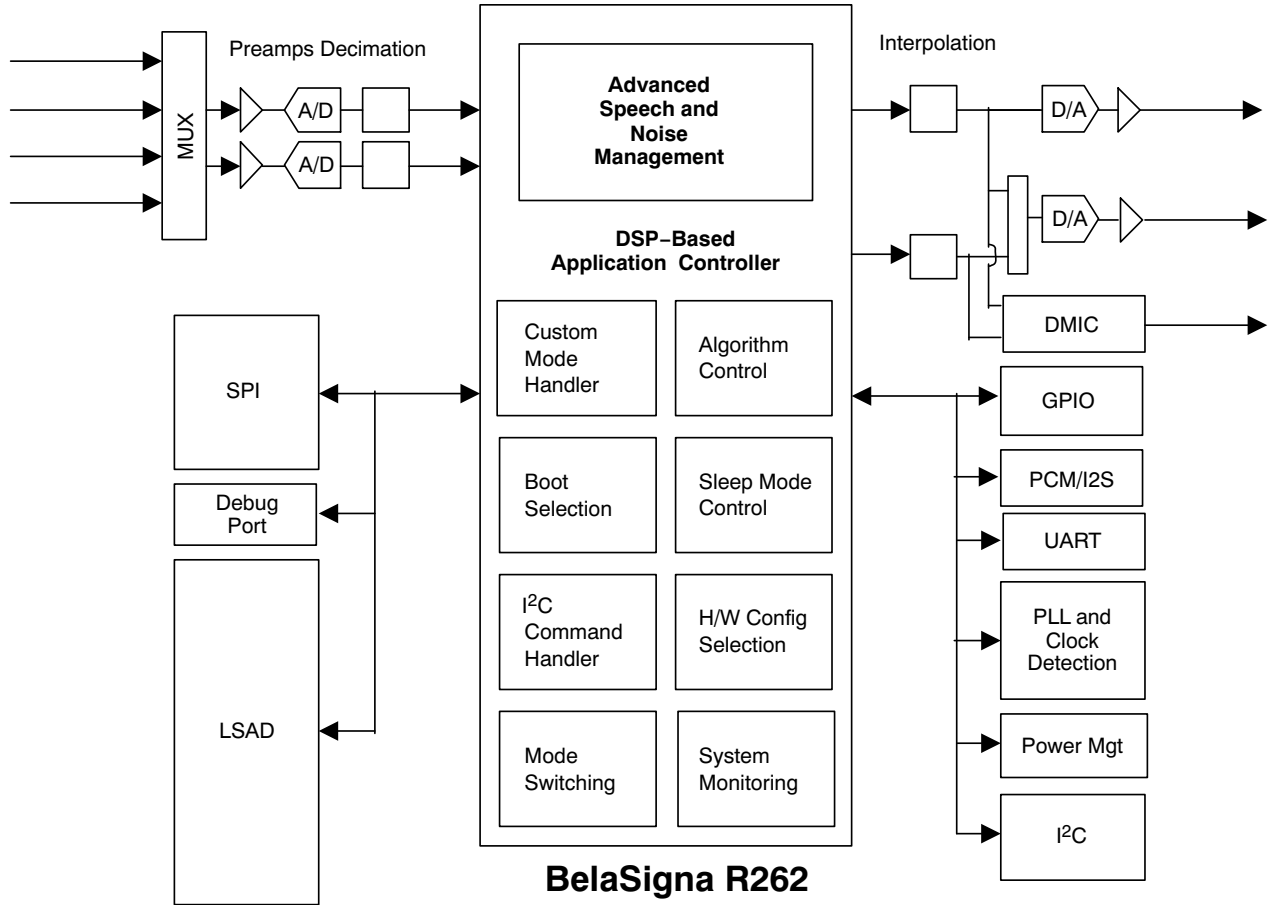 Preamps Decimation
MUX
A/D
A/D
Advanced
Speech and
Noise
Management
DSP−Based
Application Controller
Custom
Mode
Handler
Algorithm
Control
Boot
Selection
Sleep Mode
Control
I²C
Command
Handler
H/W Config
Selection
Mode
Switching
System
Monitoring
BelaSigna R262
Interpolation
D/A
D/A
DMIC
SPI
Debug
Port
LSAD
GPIO
PCM/I2S
UART
PLL and
Clock
Detection
Power Mgt
I²C